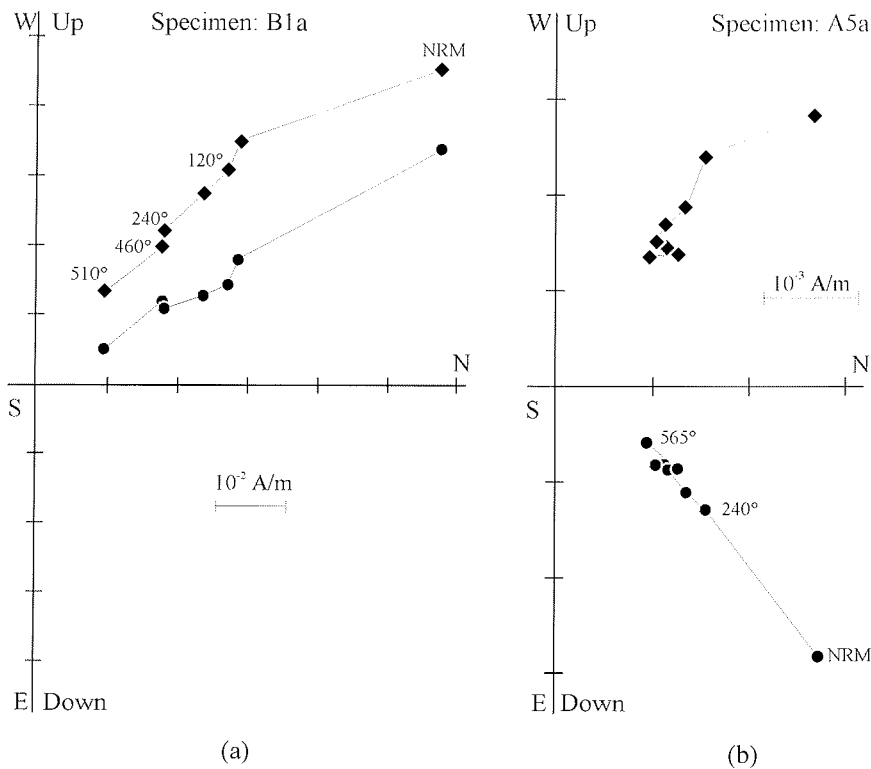 W Up Specimen: B1a
NRM
120°
240°
460°
510°
N
S
10⁻² A/m
E Down
(a)
W Up Specimen: A5a
10⁻³ A/m
N
S
565°
240°
NRM
E Down
(b)